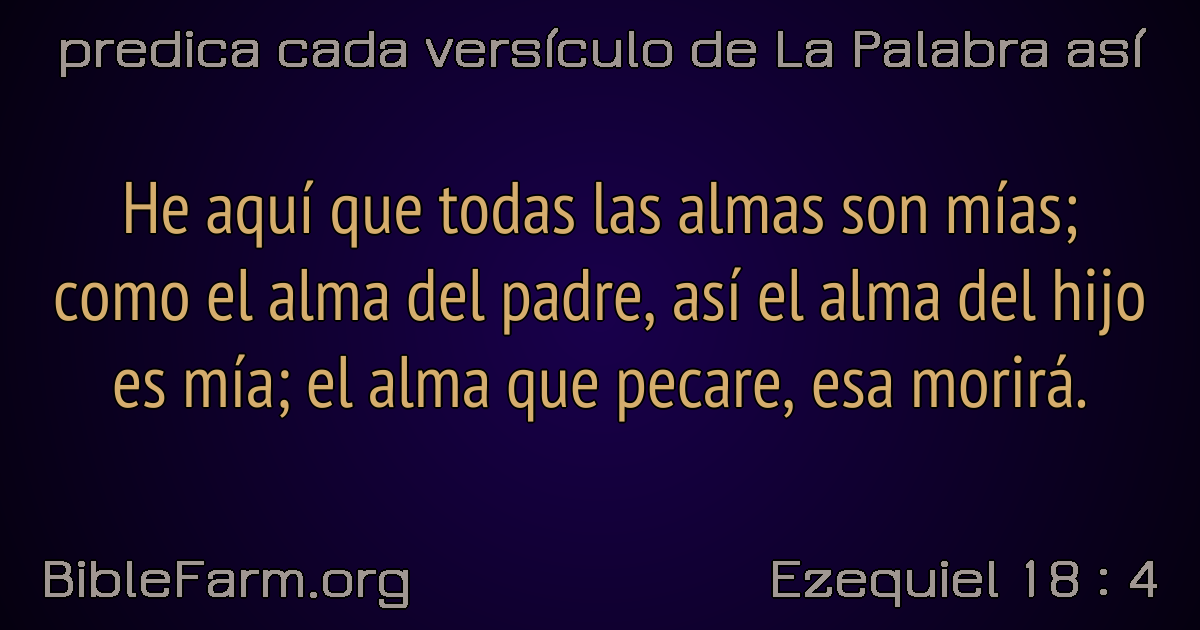 predica cada versículo de La Palabra así
He aquí que todas las almas son mías;
como el alma del padre, así el alma del hijo
es mía; el alma que pecare, esa morirá.
BibleFarm.org
Ezequiel 18 : 4